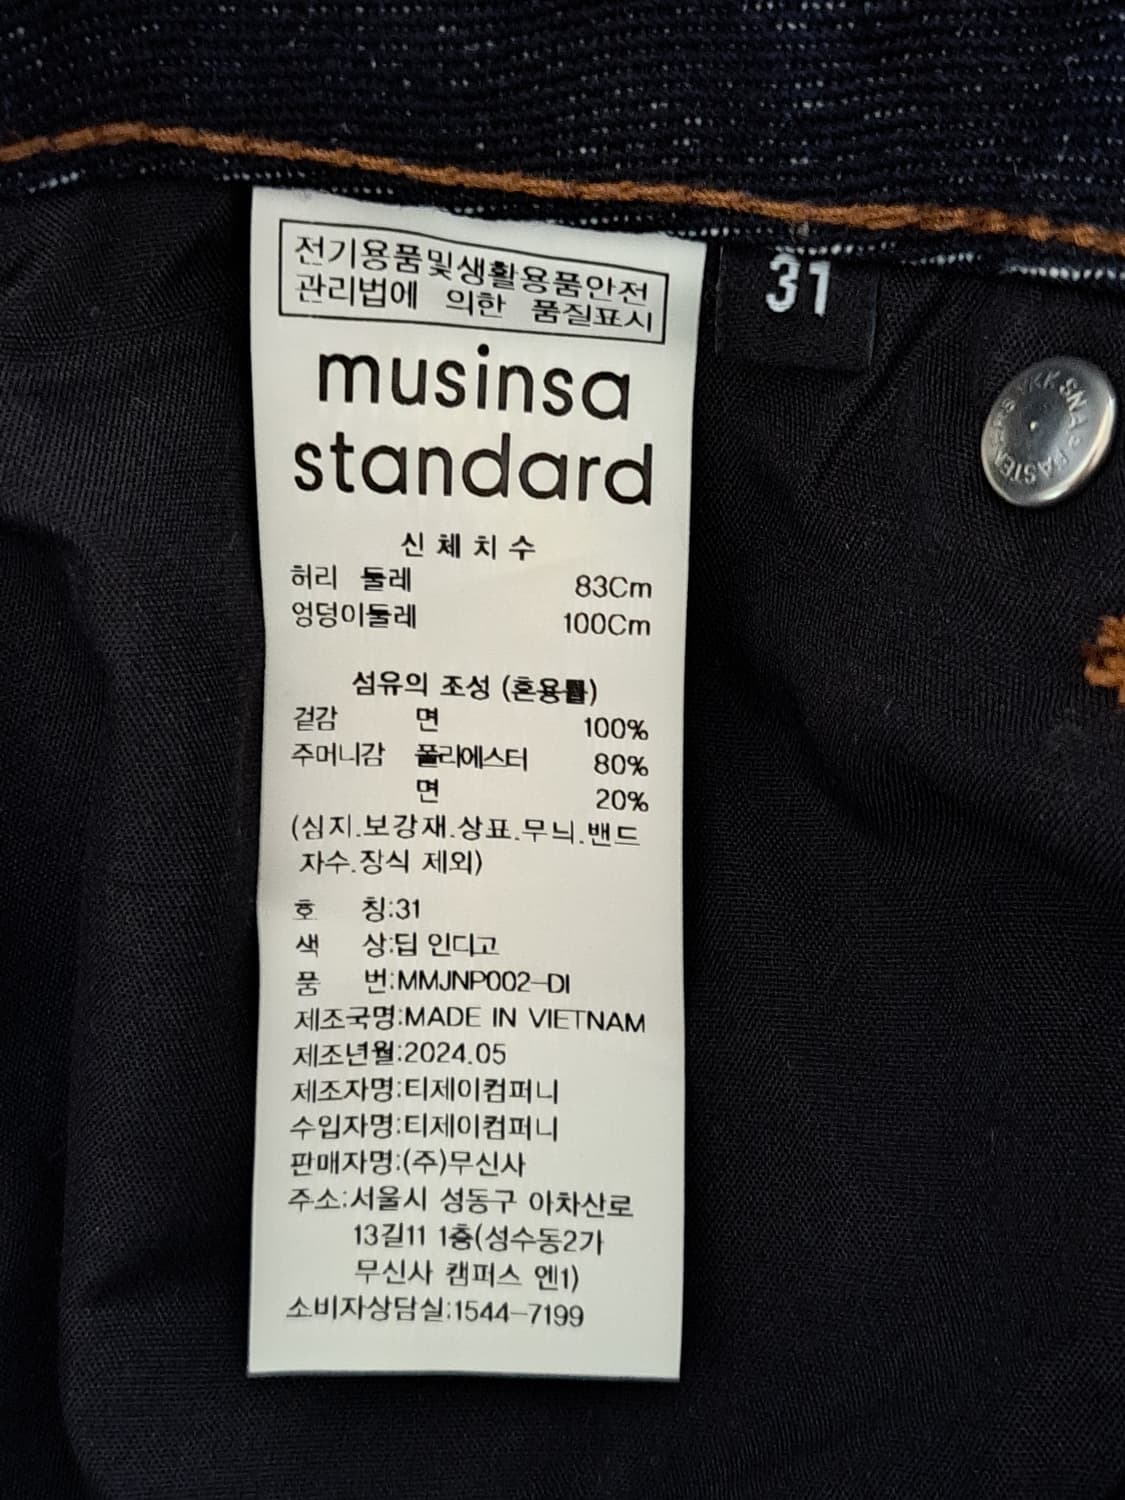 전기용품및생활용품안전
관리법에 의한 품질표시
31
musinsa
standard
신체치수
허리 둘레 83Cm
엉덩이둘레 100Cm
섬유의 조성 (혼용률)
겉감 면 100%
주머니감 폴리에스터 80%
면 20%
(심지.보강재.상표.무늬.밴드
자수.장식 제외)
호 칭:31
색 상:딥 인디고
품 번:MMJNP002-DI
제조국명:MADE IN VIETNAM
제조년월:2024.05
제조자명:티제이컴퍼니
수입자명:티제이컴퍼니
판매자명:(주)무신사
주소:서울시 성동구 아차산로
13길11 1층(성수동2가
무신사 캠퍼스 엔1)
소비자상담실:1544-7199
YKK SNAP FASTENERS